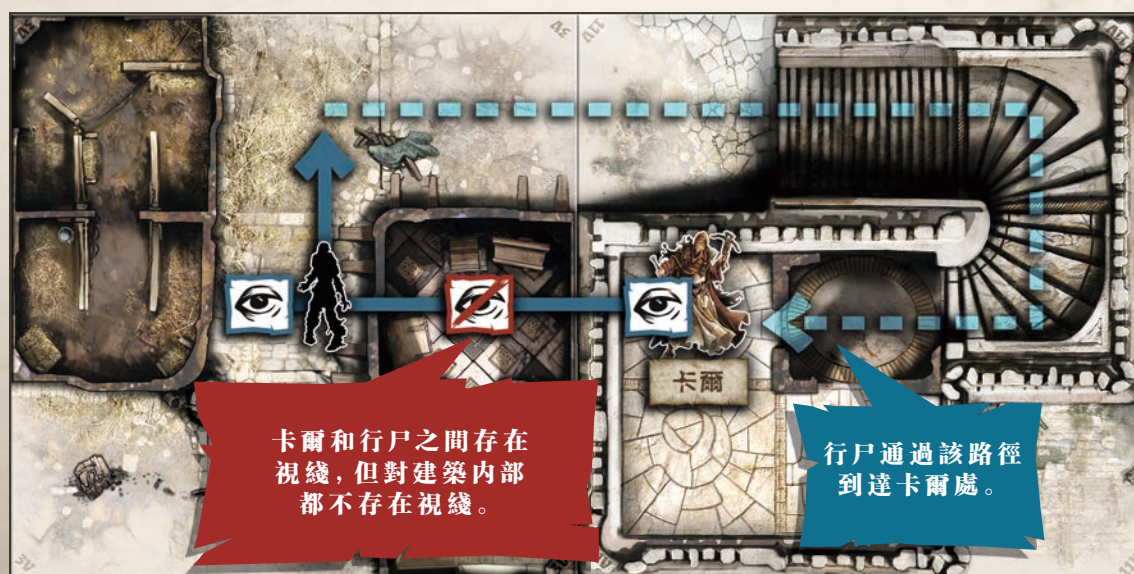 卡爾
卡爾和行尸之間存在
視綫，但對建築内部
都不存在視綫。
行尸通過該路徑
到達卡爾處。